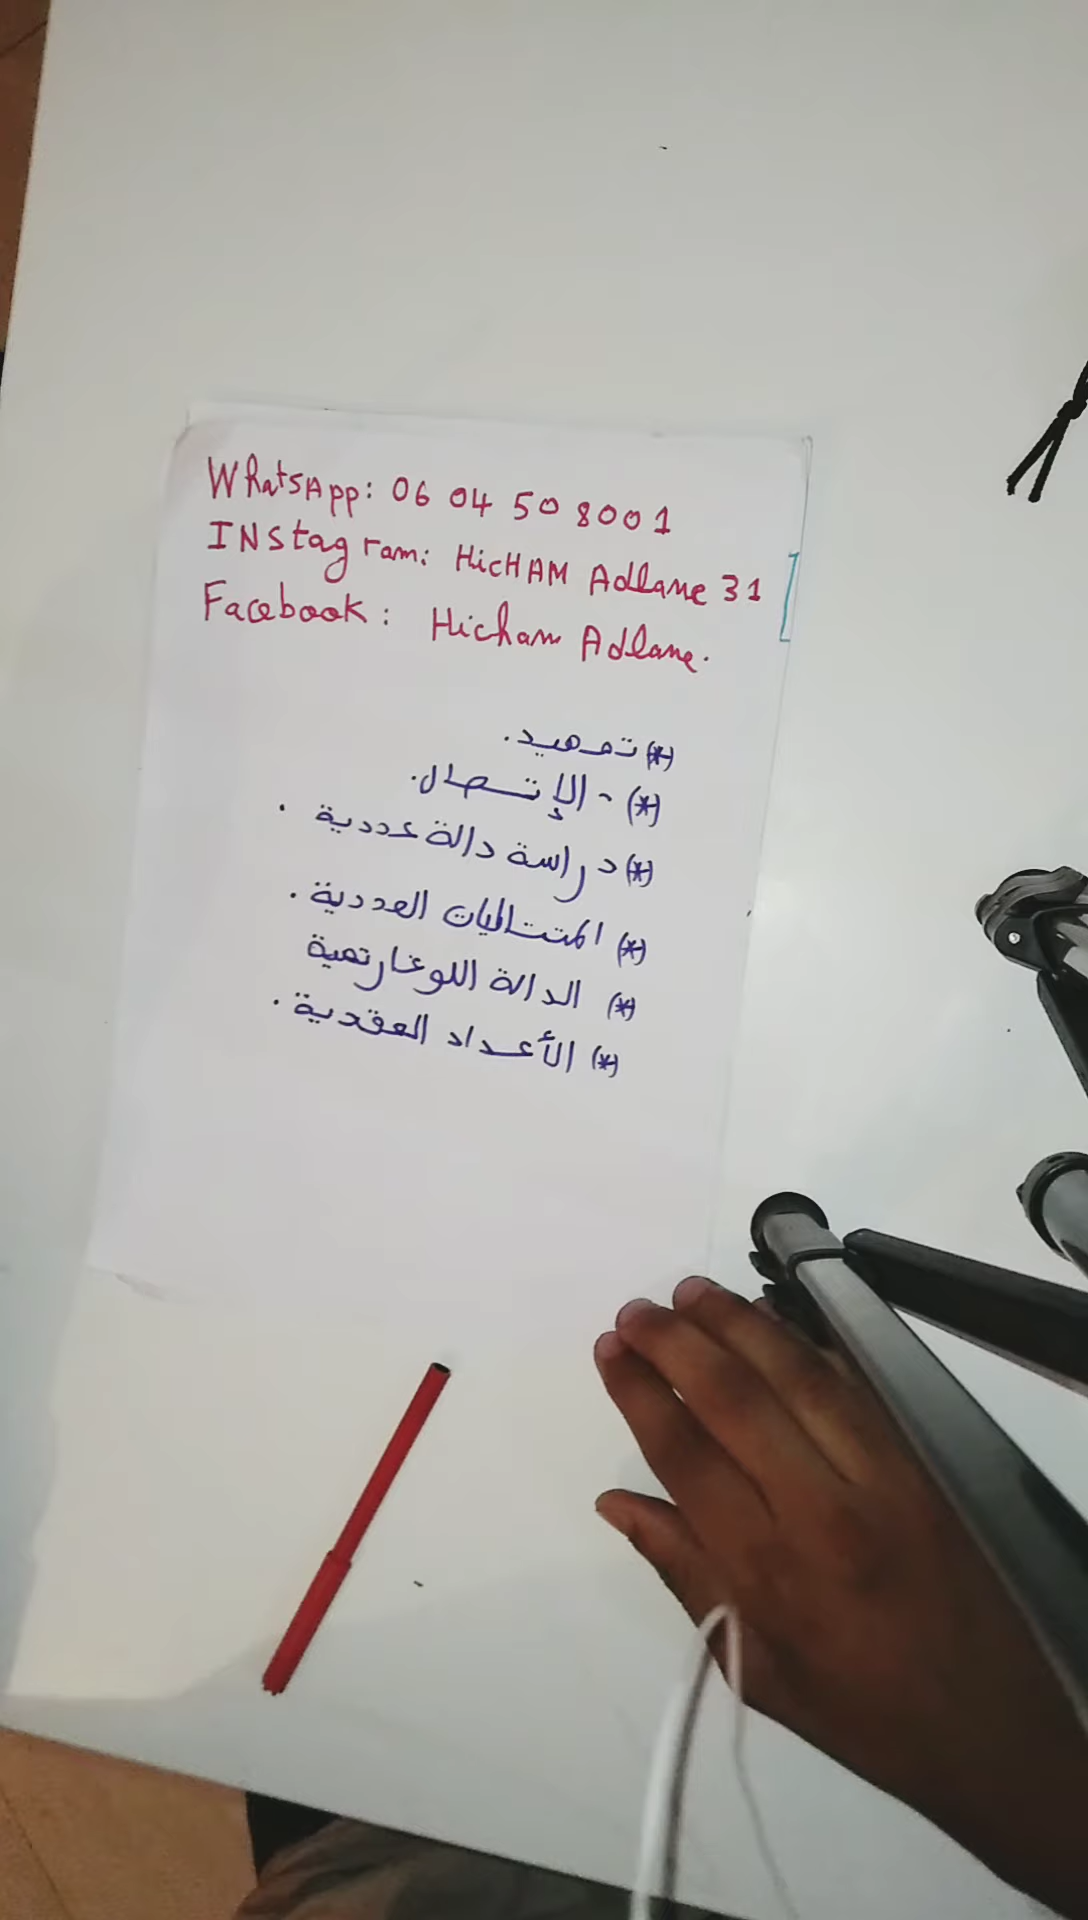 WhatsApp: 06 04 50 8001
INstagram: HicHAM Adlane 31
Facebook: Hicham Adlane.
(*) تمهيد.
(*) - الإتصال.
(*) دراسة دالة عددية .
(*) المتتاليات العددية .
(*) الدالة اللوغارتمية
(*) الأعداد العقدية .